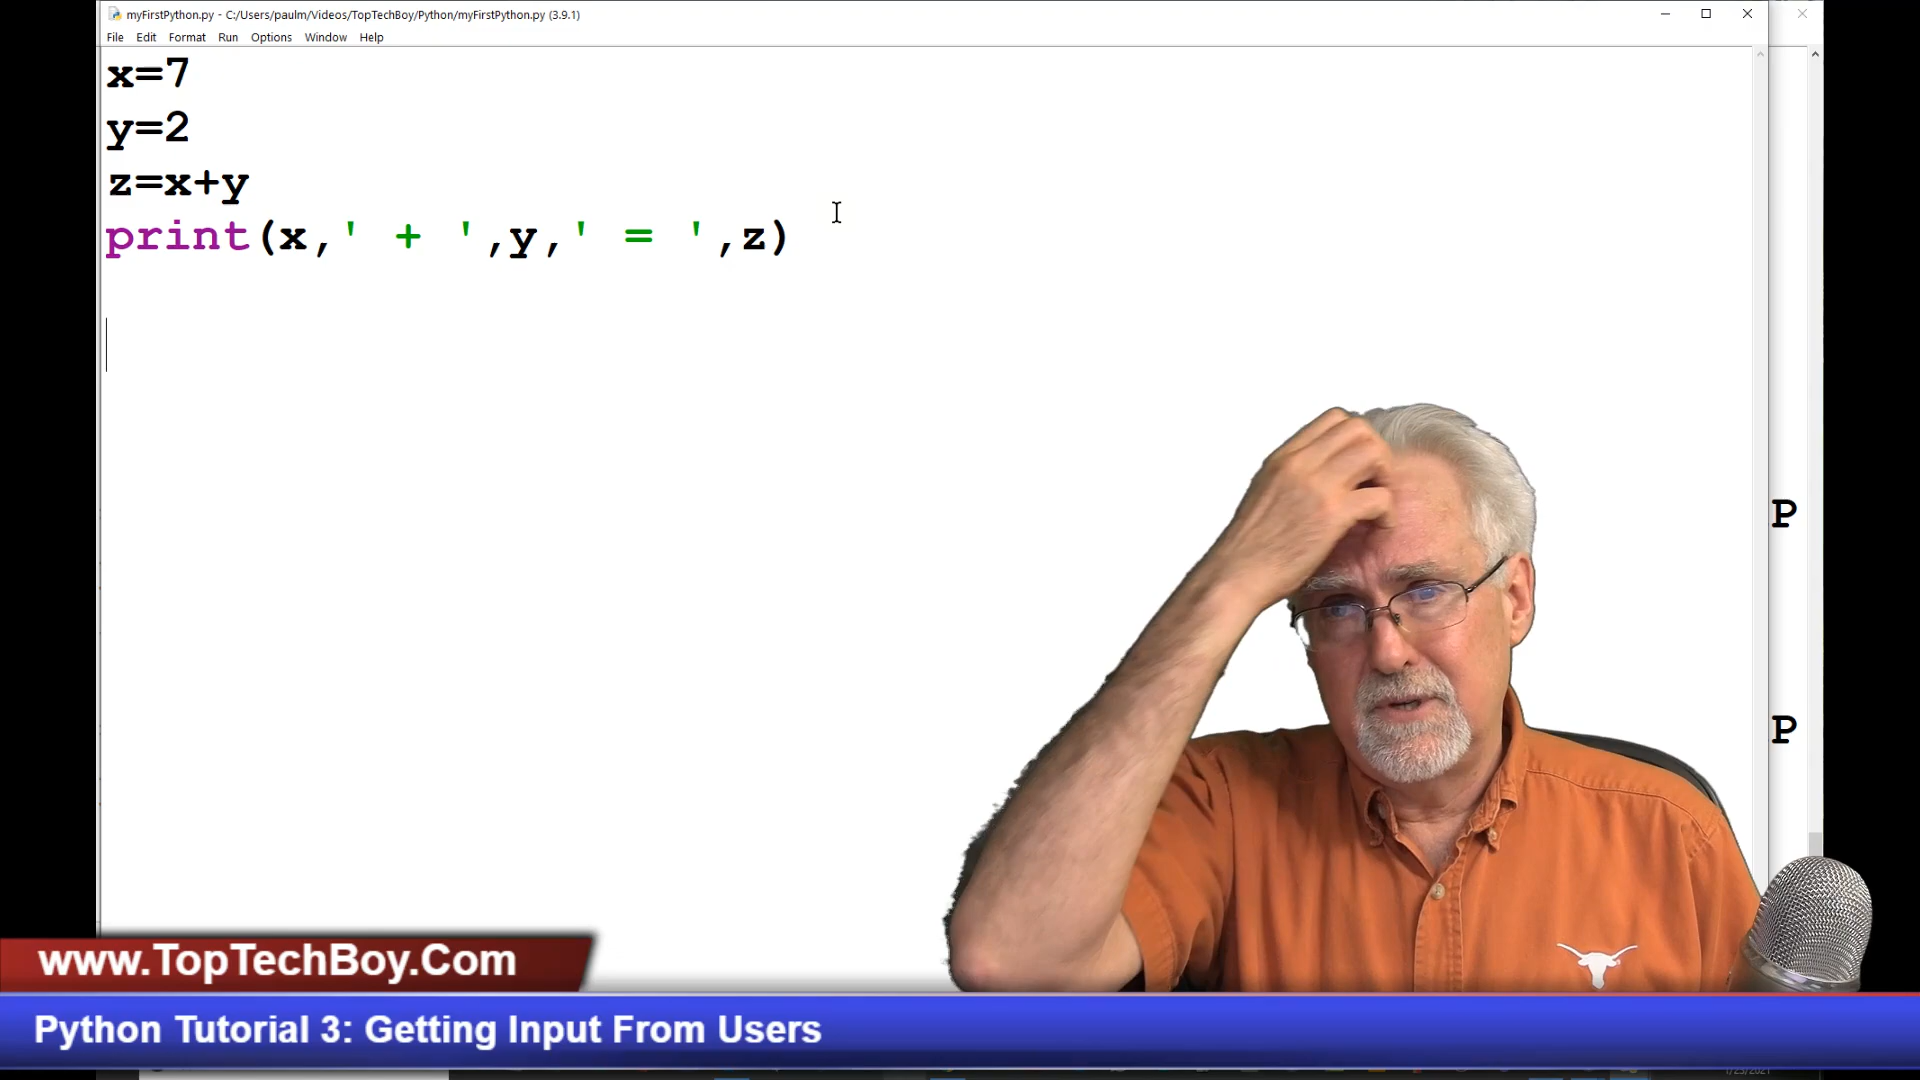 myFirstPython.py - C:/Users/paulm/Videos/TopTechBoy/Python/myFirstPython.py (3.9.1)
File Edit Format Run Options Window Help
x=7
y=2
z=x+y
print(x,' + ',y,' = ',z)
P
P
www.TopTechBoy.Com
Python Tutorial 3: Getting Input From Users